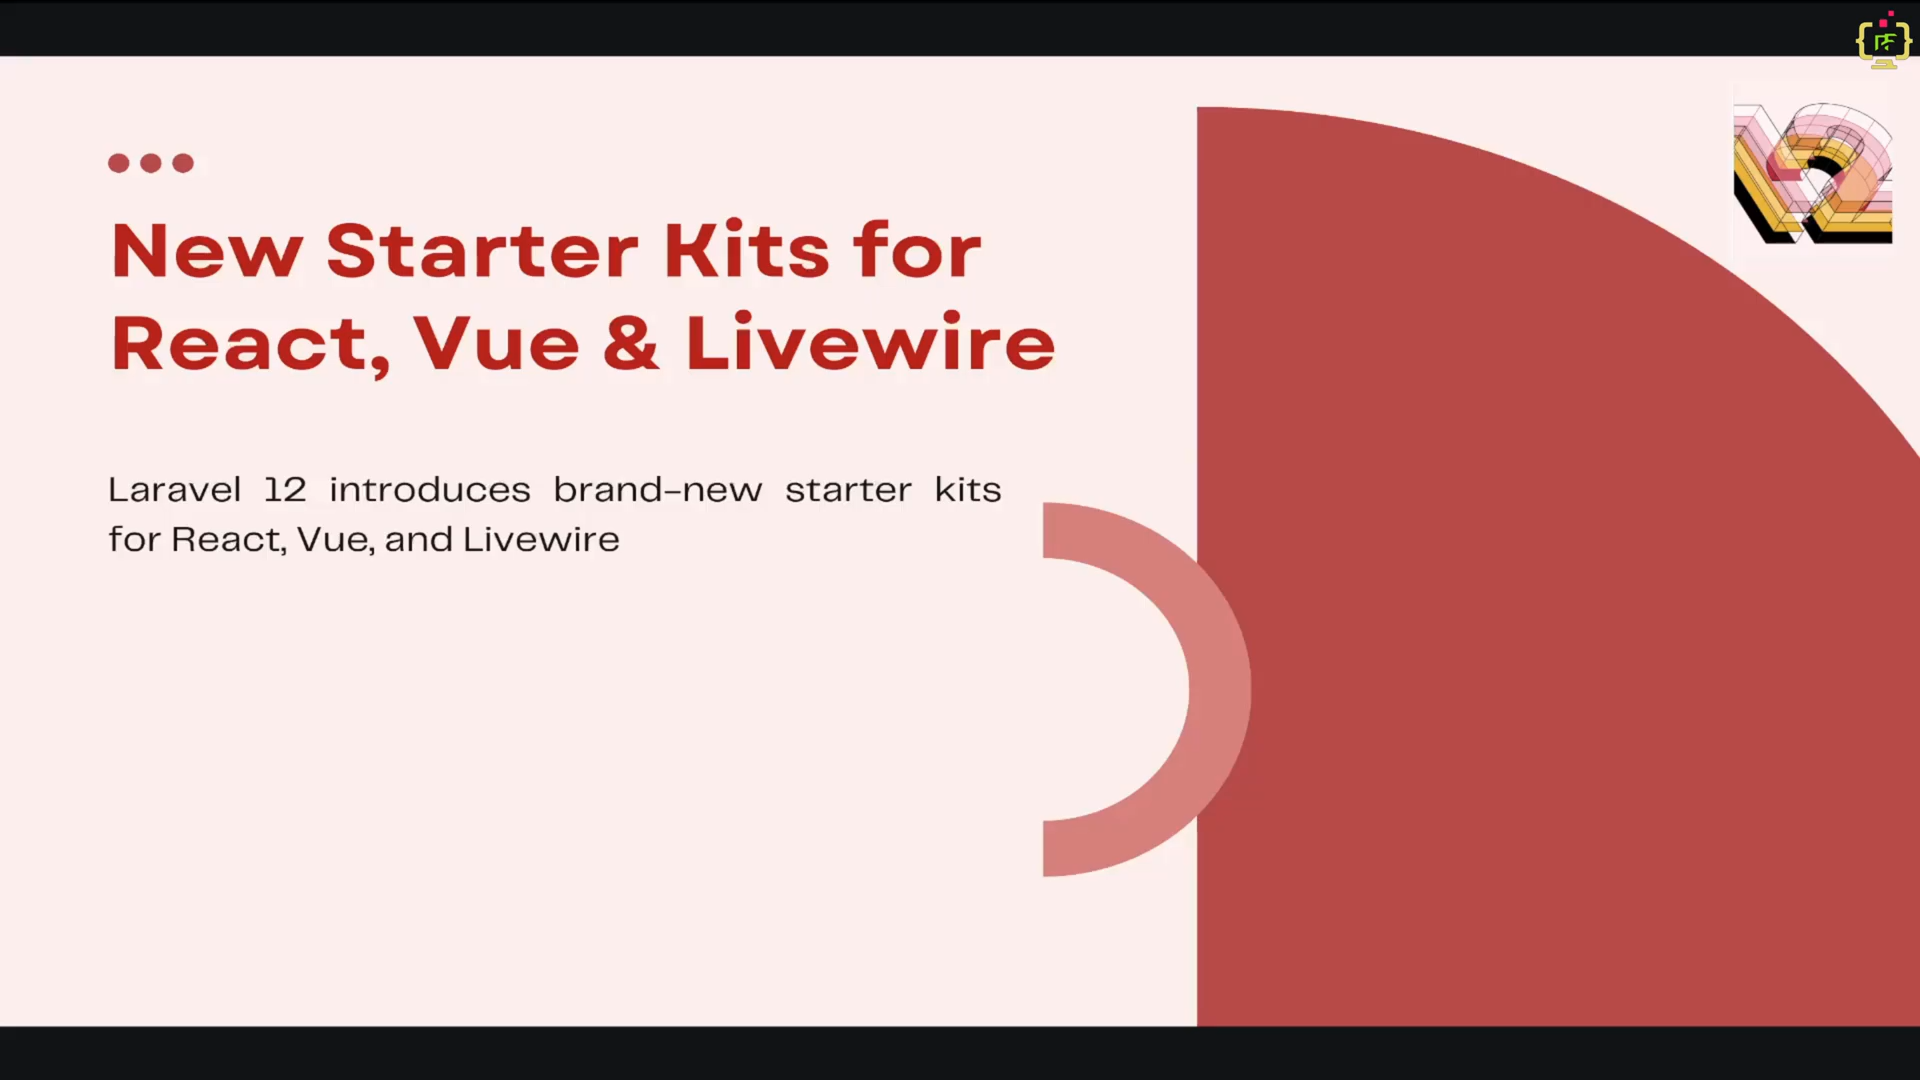 New Starter Kits for
React, Vue & Livewire
Laravel 12 introduces brand-new starter kits
for React, Vue, and Livewire
12